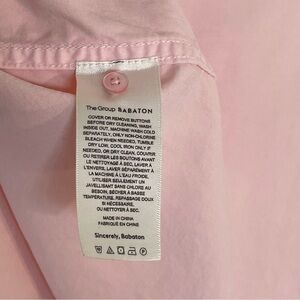 The Group BABATON
COVER OR REMOVE BUTTONS
BEFORE DRY CLEANING, WASH
INSIDE OUT, MACHINE WASH COLD
SEPARATELY, ONLY NON-CHLORINE
BLEACH WHEN NEEDED, TUMBLE
DRY LOW, COOL IRON ONLY IF
NEEDED, OR DRY CLEAN. COUVRIR
OU RETIRER LES BOUTONS AVANT
LE NETTOYAGE À SEC, LAVER À
L'ENVERS, LAVER SÉPARÉMENT À
LA MACHINE À L'EAU FROIDE,
UTILISER SEULEMENT UN
JAVELLISANT SANS CHLORE AU
BESOIN, SÉCHER À BASSE
TEMPÉRATURE, REPASSAGE DOUX
SI NÉCESSAIRE,
OU NETTOYAGE À SEC.
MADE IN CHINA
FABRIQUÉ EN CHINE
Sincerely, Babaton